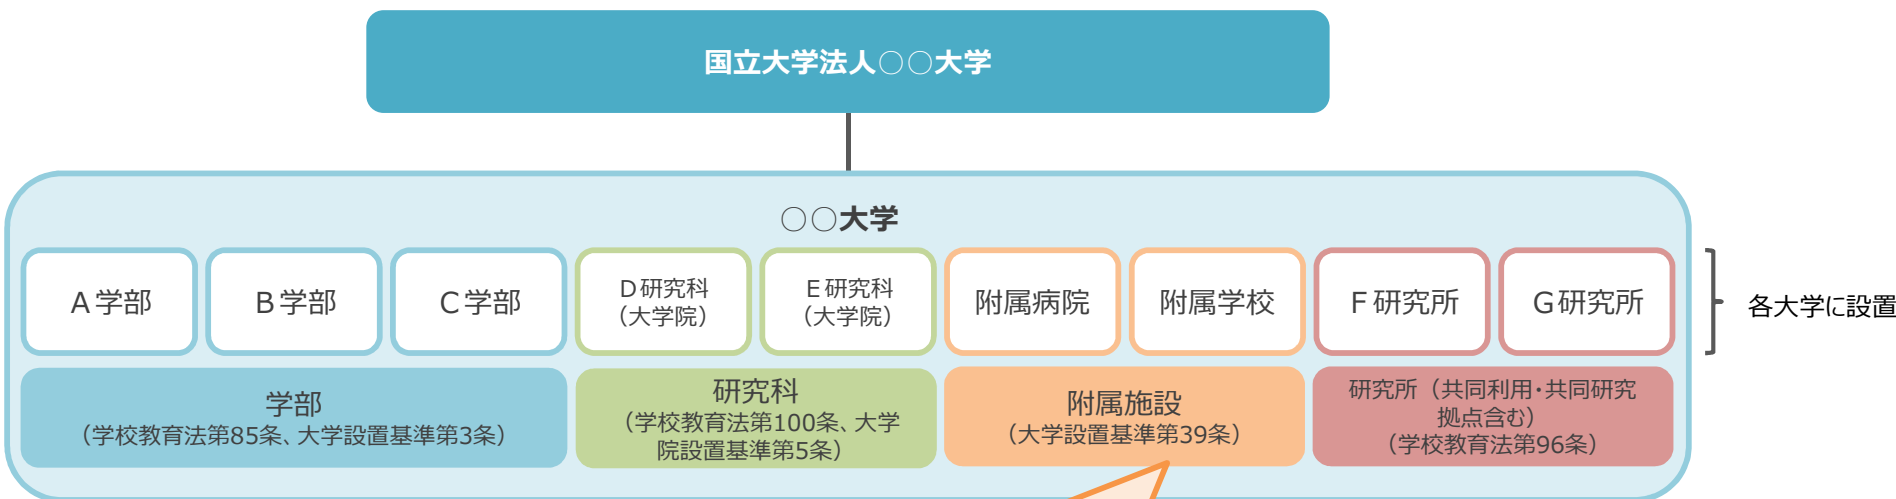 国立大学法人○○大学
○○大学
Ａ学部
Ｂ学部
Ｃ学部
Ｄ研究科
（大学院）
Ｅ研究科
（大学院）
附属病院
附属学校
Ｆ研究所
Ｇ研究所
各大学に設置
学部
（学校教育法第85条、大学設置基準第3条）
研究科
（学校教育法第100条、大学
院設置基準第5条）
附属施設
（大学設置基準第39条）
研究所（共同利用・共同研究
拠点含む）
（学校教育法第96条）